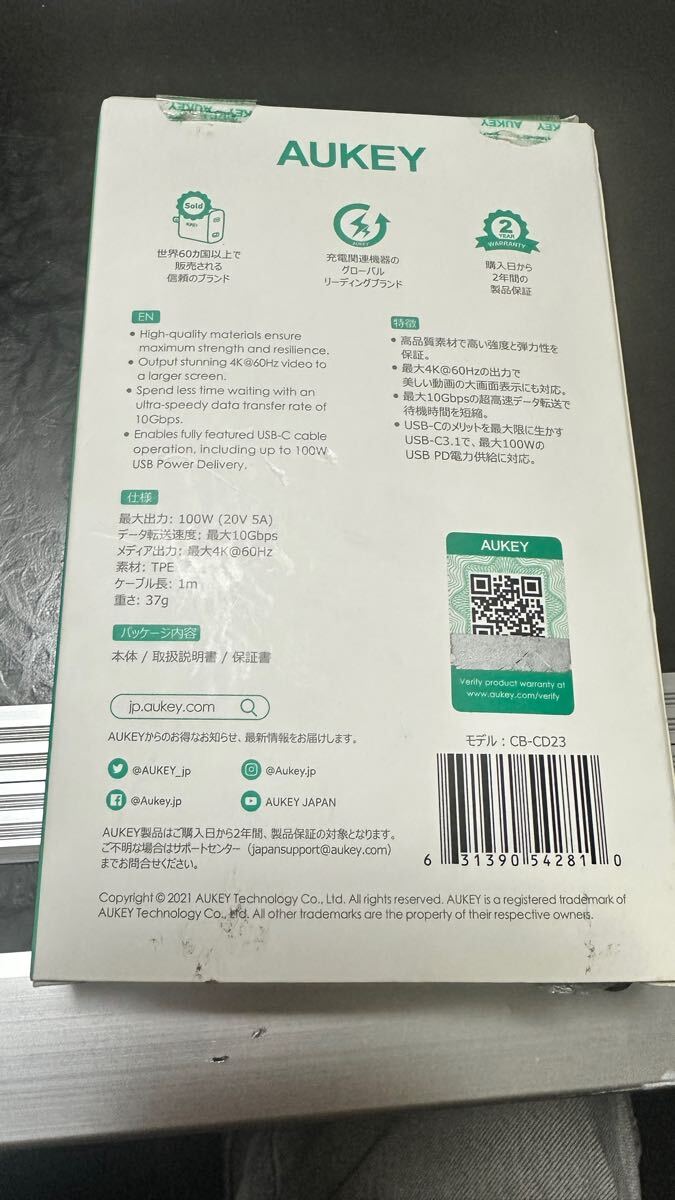 AUKEY AUKEY
AUKEY AUKEY
AUKEY
Sold
世界60カ国以上で
販売される
信頼のブランド
AUKEY
充電関連機器の
グローバル
リーディングブランド
2
YEAR
WARRANTY
購入日から
2年間の
製品保証
EN
• High-quality materials ensure
maximum strength and resilience.
• Output stunning 4K@60Hz video to
a larger screen.
• Spend less time waiting with an
ultra-speedy data transfer rate of
10Gbps.
• Enables fully featured USB-C cable
operation, including up to 100W
USB Power Delivery.
特徴
• 高品質素材で高い強度と弾力性を
保証。
• 最大4K@60Hzの出力で
美しい動画の大画面表示にも対応。
• 最大10Gbpsの超高速データ転送で
待機時間を短縮。
• USB-Cのメリットを最大限に生かす
USB-C3.1で、最大100Wの
USB PD電力供給に対応。
仕様
最大出力: 100W (20V 5A)
データ転送速度: 最大10Gbps
メディア出力: 最大4K@60Hz
素材: TPE
ケーブル長: 1m
重さ: 37g
パッケージ内容
本体 / 取扱説明書 / 保証書
AUKEY
Verify product warranty at
www.aukey.com/verify
jp.aukey.com
AUKEYからのお得なお知らせ、最新情報をお届けします。
@AUKEY_jp
@Aukey.jp
@Aukey.jp
AUKEY JAPAN
モデル : CB-CD23
6 31390 54281 0
AUKEY製品はご購入日から2年間、製品保証の対象となります。
ご不明な場合はサポートセンター (japansupport@aukey.com)
までお問合せください。
Copyright © 2021 AUKEY Technology Co., Ltd. All rights reserved. AUKEY is a registered trademark of
AUKEY Technology Co., Ltd. All other trademarks are the property of their respective owners.